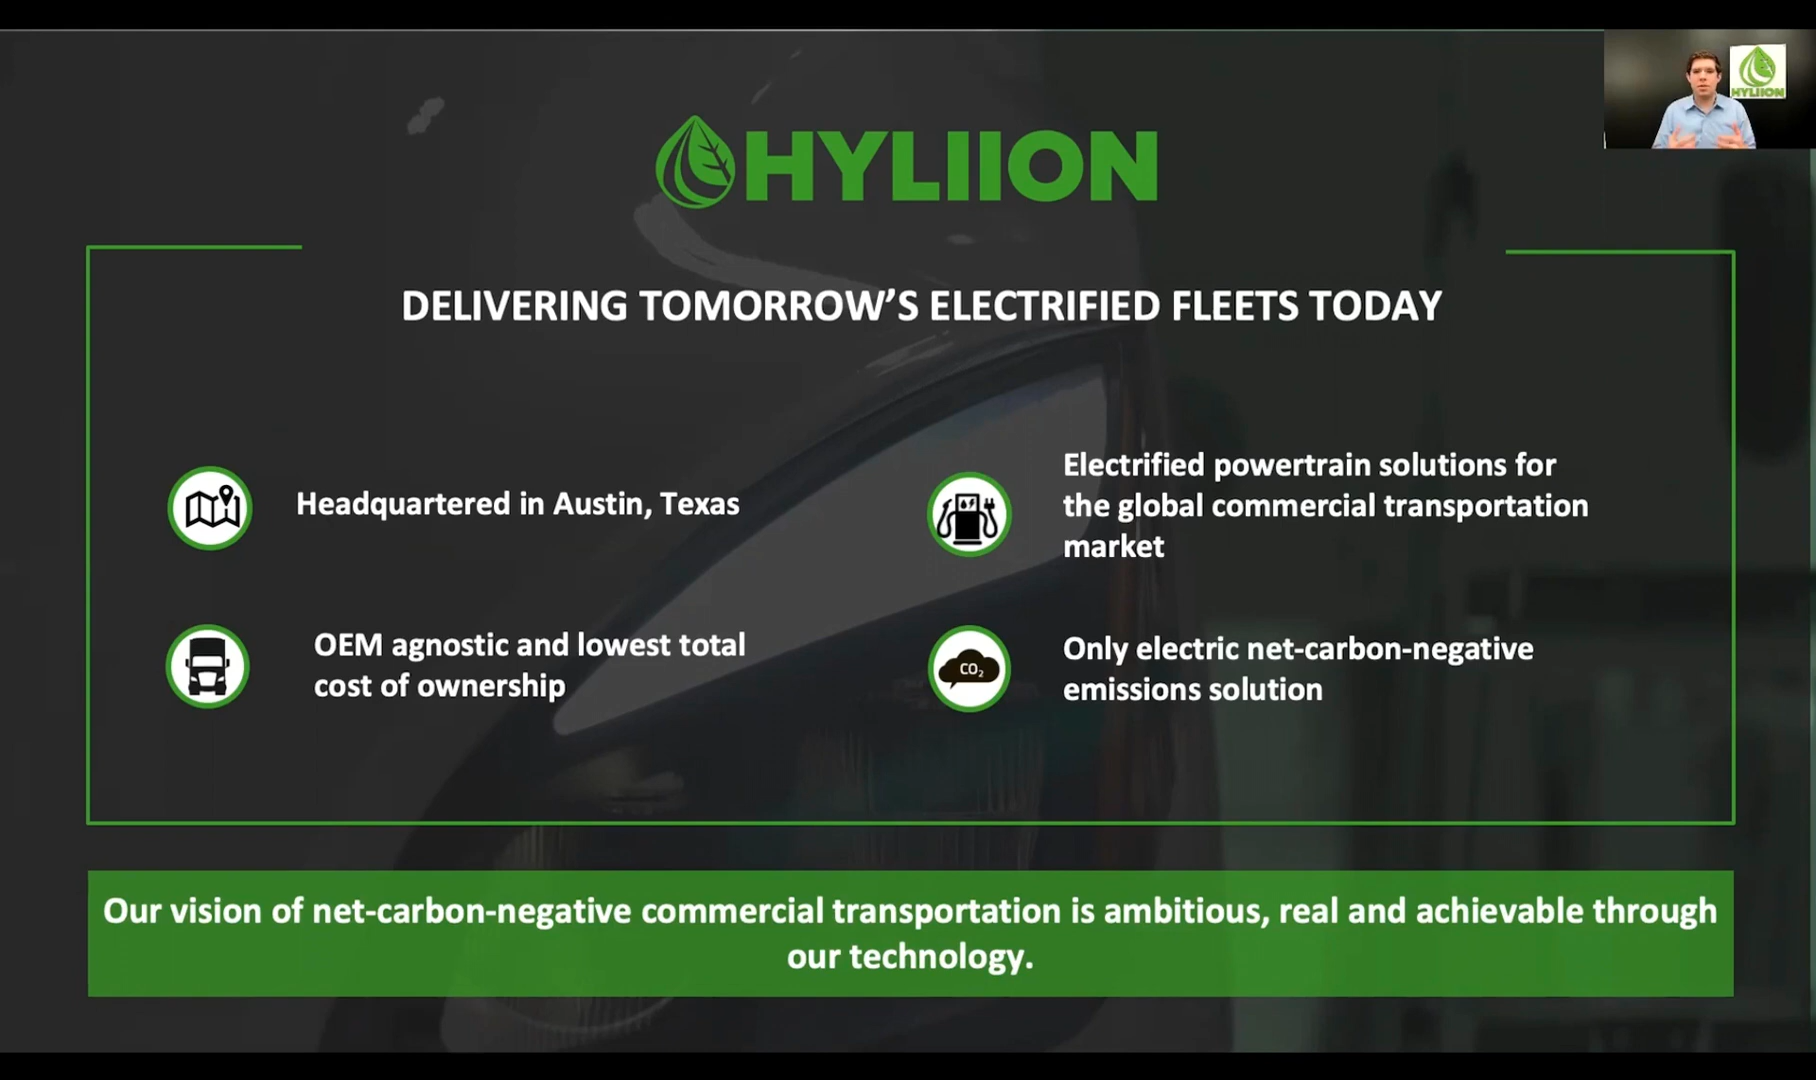 HYLIION
HYLIION
DELIVERING TOMORROW’S ELECTRIFIED FLEETS TODAY
Headquartered in Austin, Texas
Electrified powertrain solutions for
the global commercial transportation
market
OEM agnostic and lowest total
cost of ownership
CO₂
Only electric net-carbon-negative
emissions solution
Our vision of net-carbon-negative commercial transportation is ambitious, real and achievable through
our technology.